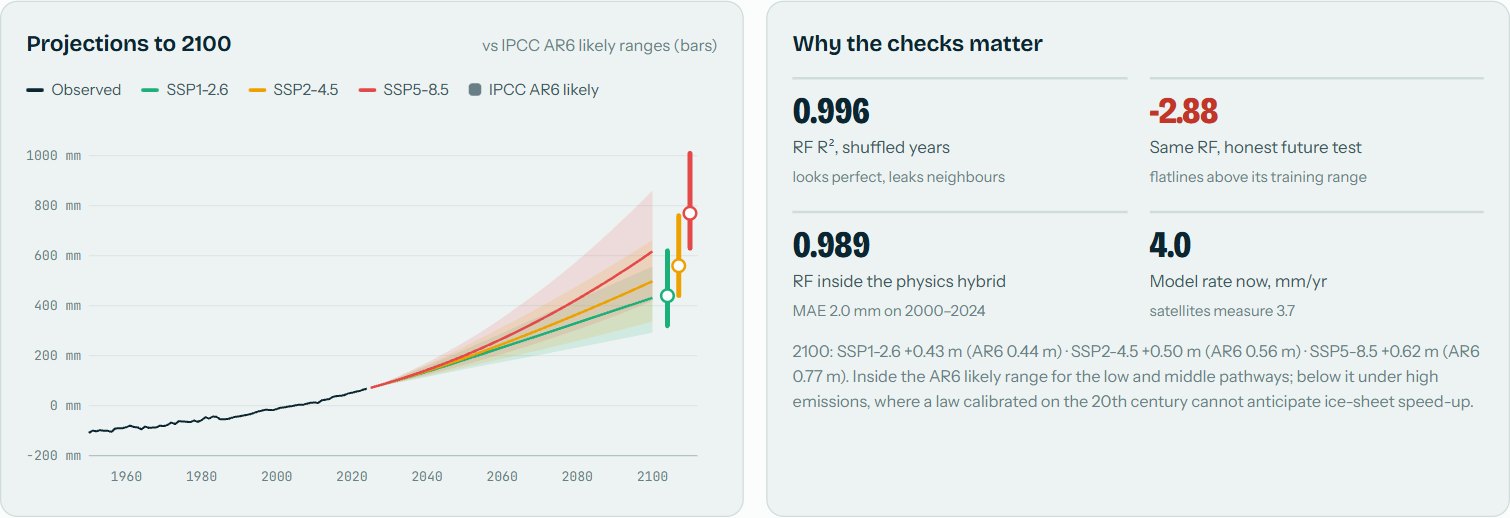 Projections to 2100
vs IPCC AR6 likely ranges (bars)
Observed
SSP1-2.6
SSP2-4.5
SSP5-8.5
IPCC AR6 likely
1000 mm
800 mm
600 mm
400 mm
200 mm
0 mm
-200 mm
1960
1980
2000
2020
2040
2060
2080
2100
Why the checks matter
0.996
RF R², shuffled years
looks perfect, leaks neighbours
-2.88
Same RF, honest future test
flatlines above its training range
0.989
RF inside the physics hybrid
MAE 2.0 mm on 2000–2024
4.0
Model rate now, mm/yr
satellites measure 3.7
2100: SSP1-2.6 +0.43 m (AR6 0.44 m) · SSP2-4.5 +0.50 m (AR6 0.56 m) · SSP5-8.5 +0.62 m (AR6
0.77 m). Inside the AR6 likely range for the low and middle pathways; below it under high
emissions, where a law calibrated on the 20th century cannot anticipate ice-sheet speed-up.